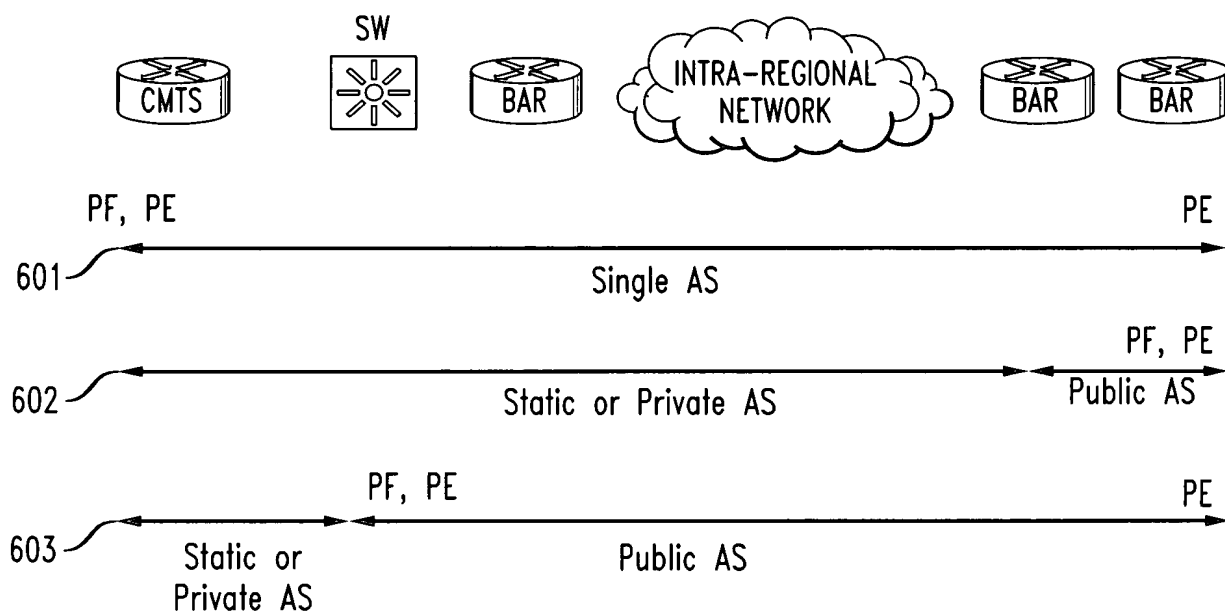 SW
CMTS
BAR
INTRA-REGIONAL
NETWORK
BAR
BAR
PF, PE
PE
601
Single AS
PF, PE
602
Static or Private AS
Public AS
PF, PE
PE
603
Static or
Private AS
Public AS